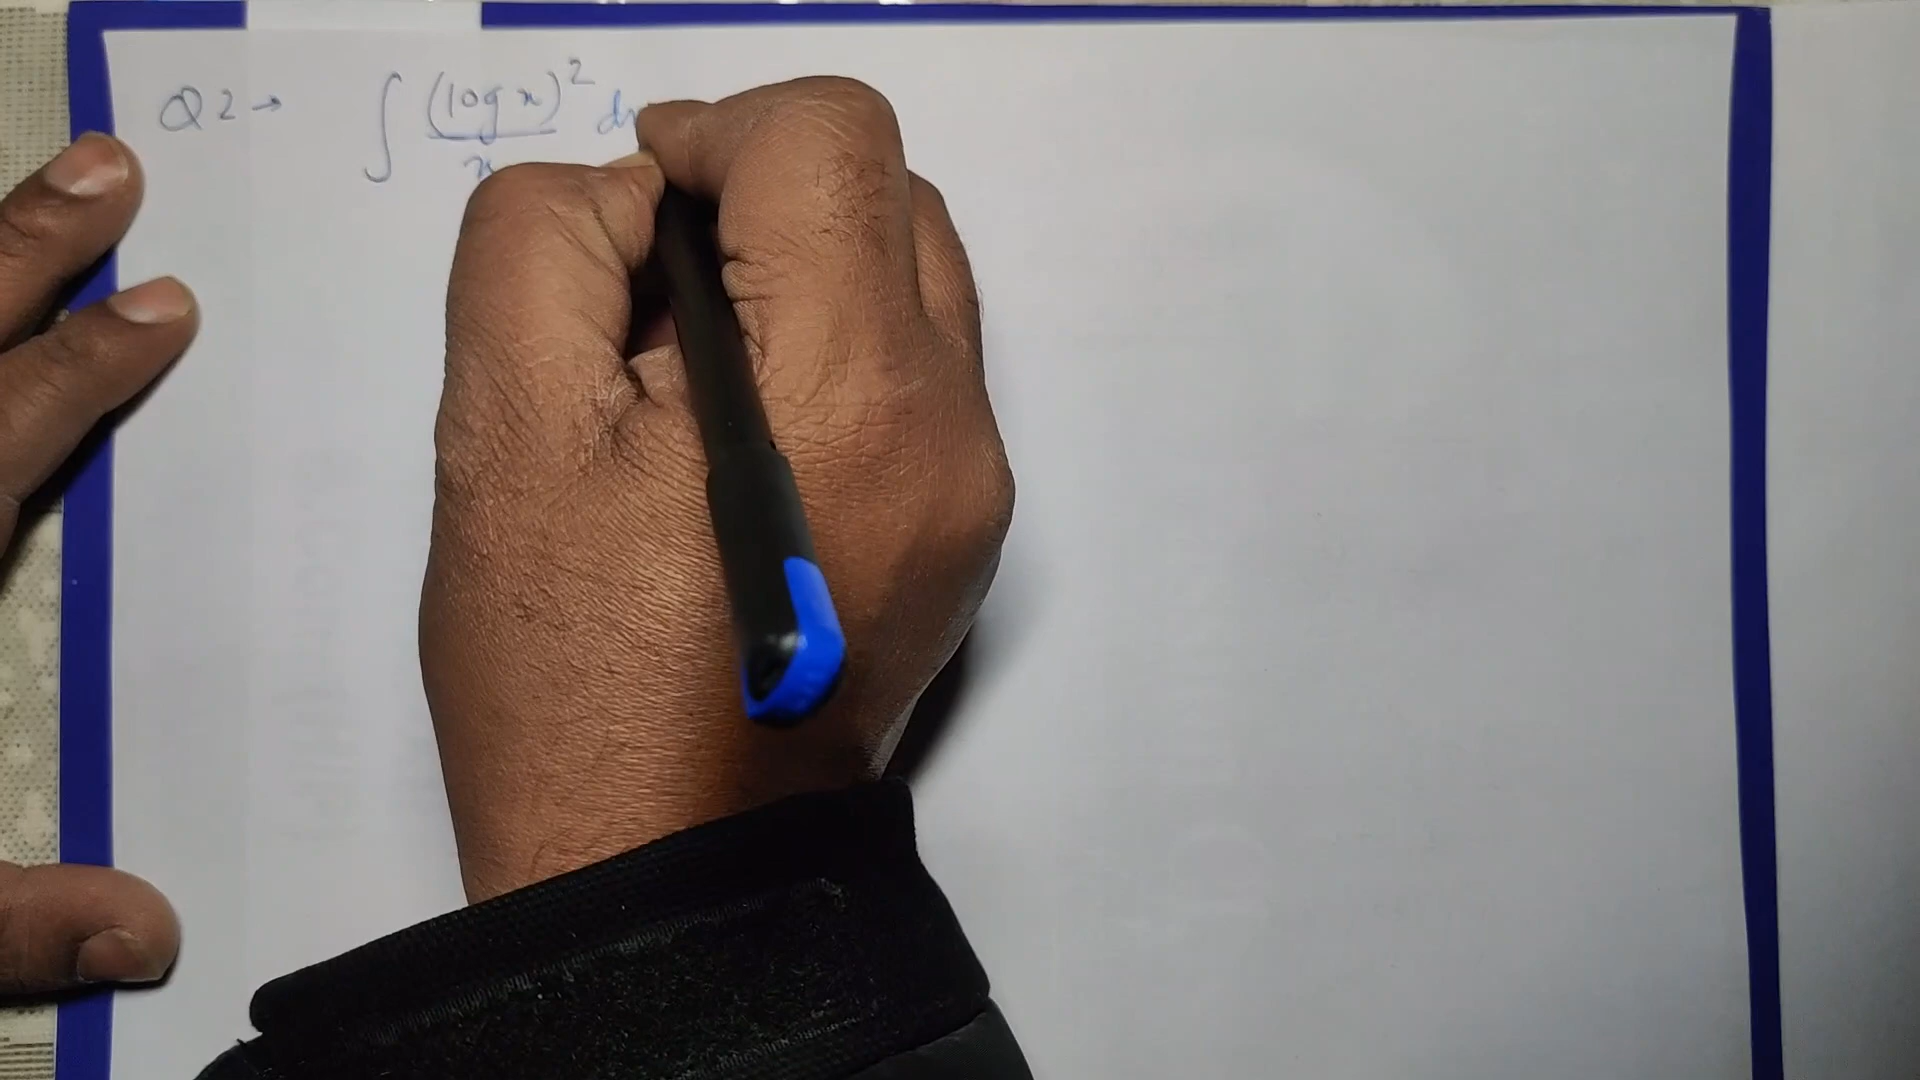 Q2→ ∫ (log x)² / x dx